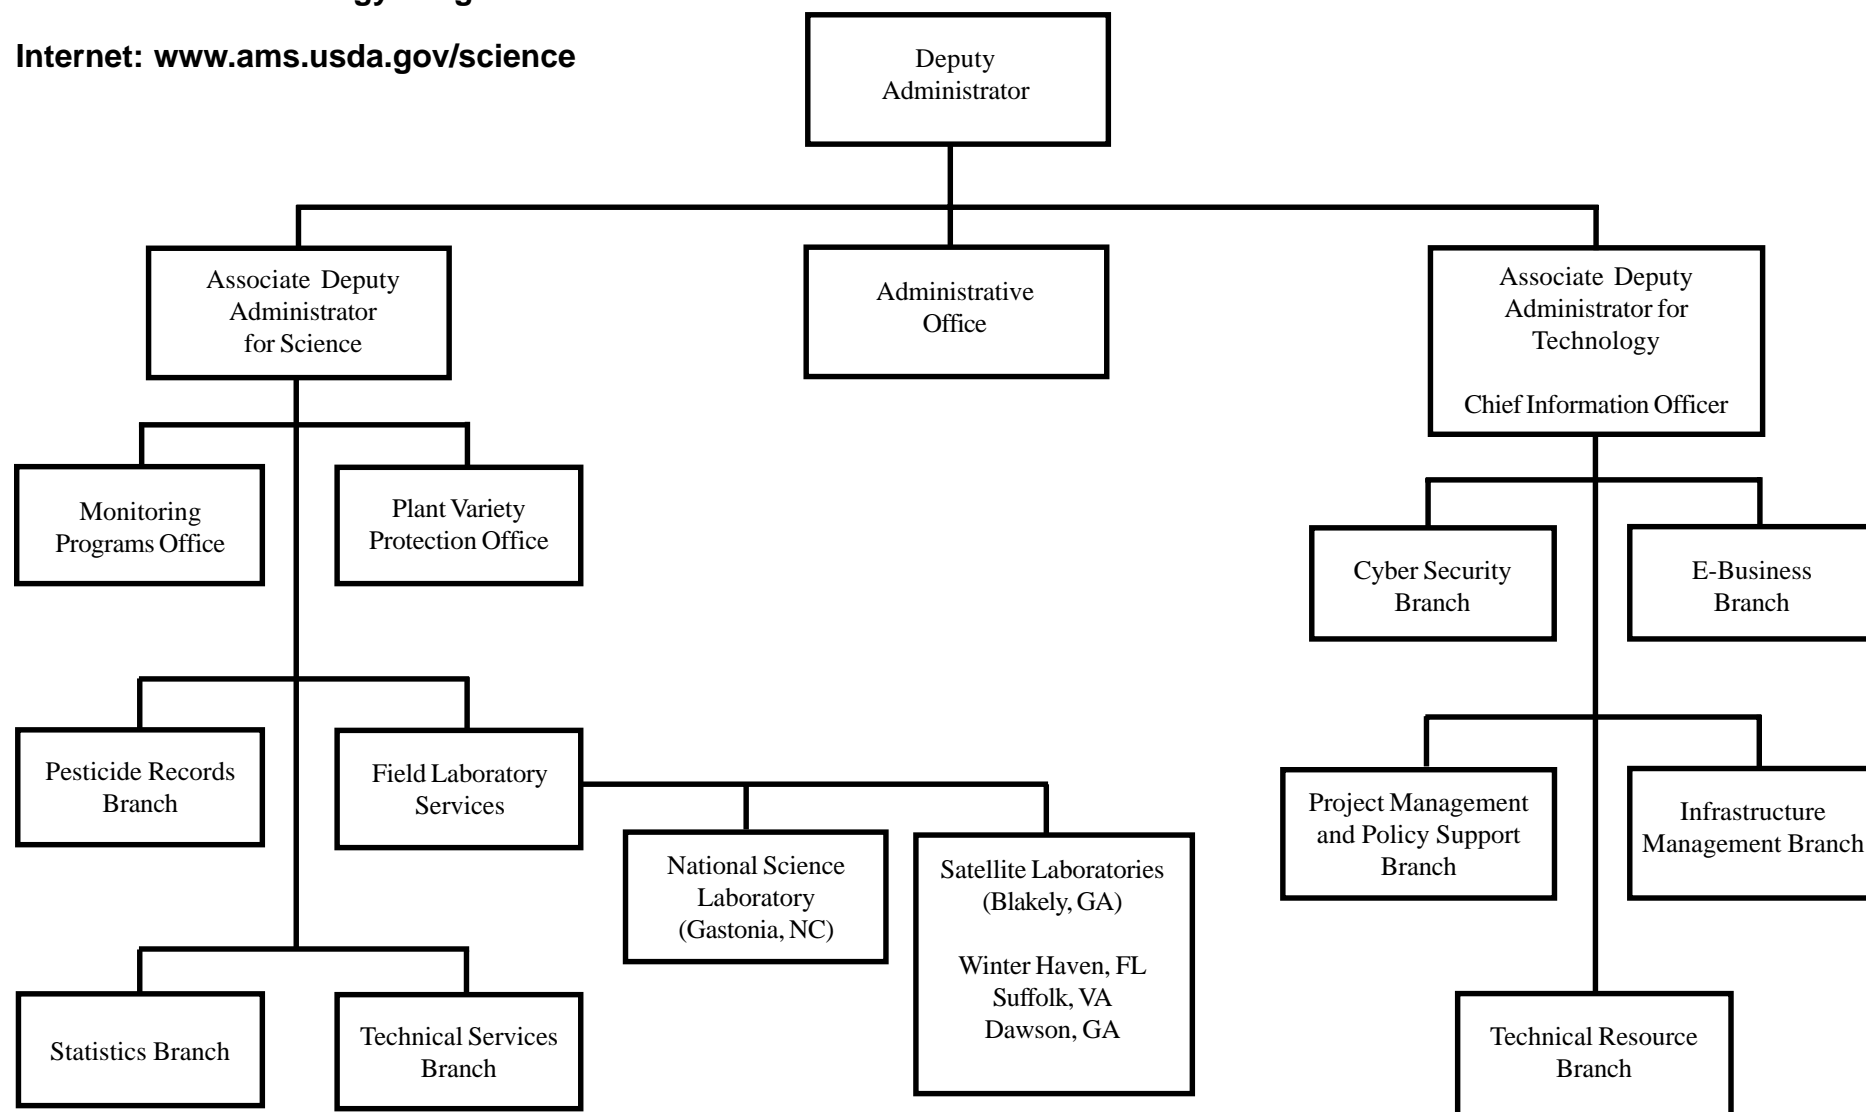 Internet: www.ams.usda.gov/science
Deputy
Administrator
Associate Deputy
Administrator
for Science
Administrative
Office
Associate Deputy
Administrator for
Technology
Chief Information Officer
Monitoring
Programs Office
Plant Variety
Protection Office
Cyber Security
Branch
E-Business
Branch
Pesticide Records
Branch
Field Laboratory
Services
National Science
Laboratory
(Gastonia, NC)
Satellite Laboratories
(Blakely, GA)
Winter Haven, FL
Suffolk, VA
Dawson, GA
Project Management
and Policy Support
Branch
Infrastructure
Management Branch
Statistics Branch
Technical Services
Branch
Technical Resource
Branch